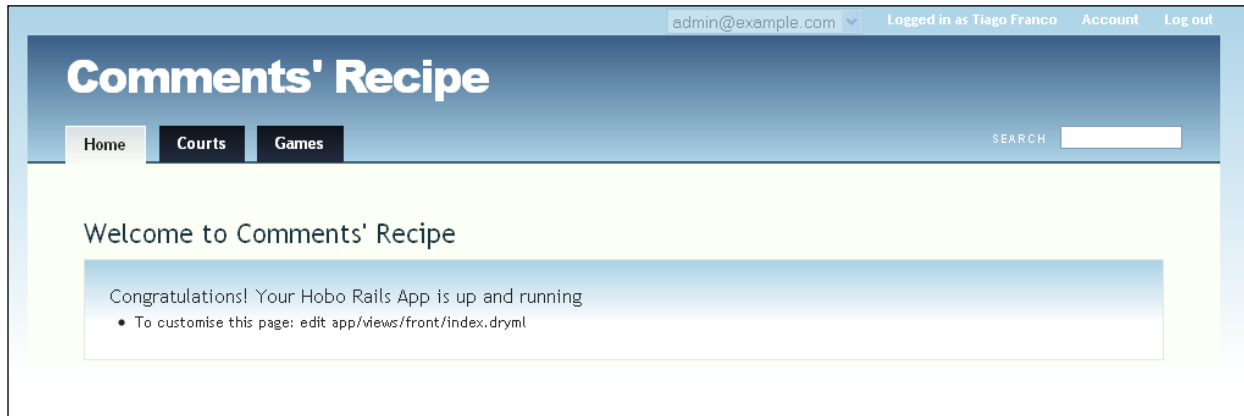 admin@example.com Logged in as Tiago Franco Account Log out
Comments' Recipe
Home Courts Games SEARCH
Welcome to Comments' Recipe
Congratulations! Your Hobo Rails App is up and running
• To customise this page: edit app/views/front/index.dryml